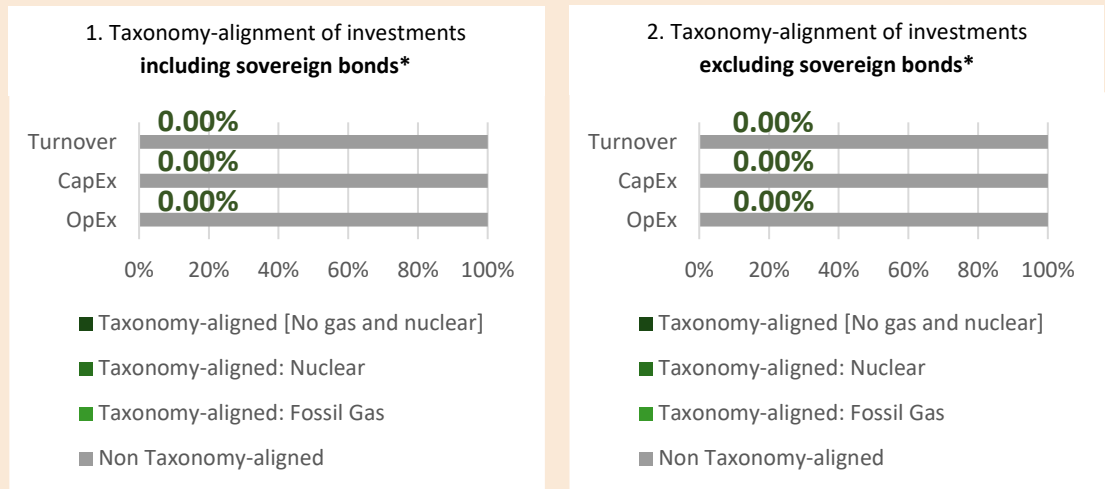 1. Taxonomy-alignment of investments
including sovereign bonds*
0.00%
Turnover
0.00%
CapEx
0.00%
OpEx
0% 20% 40% 60% 80% 100%
Taxonomy-aligned [No gas and nuclear]
Taxonomy-aligned: Nuclear
Taxonomy-aligned: Fossil Gas
Non Taxonomy-aligned
2. Taxonomy-alignment of investments
excluding sovereign bonds*
0.00%
Turnover
0.00%
CapEx
0.00%
OpEx
0% 20% 40% 60% 80% 100%
Taxonomy-aligned [No gas and nuclear]
Taxonomy-aligned: Nuclear
Taxonomy-aligned: Fossil Gas
Non Taxonomy-aligned